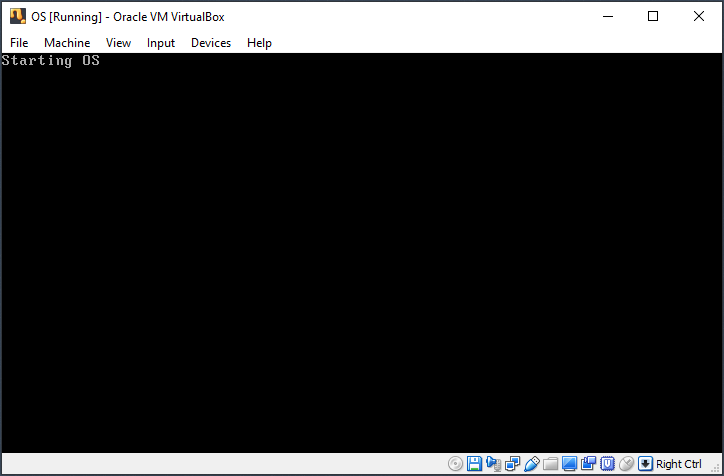 OS [Running] - Oracle VM VirtualBox
File Machine View Input Devices Help
Starting OS
Right Ctrl